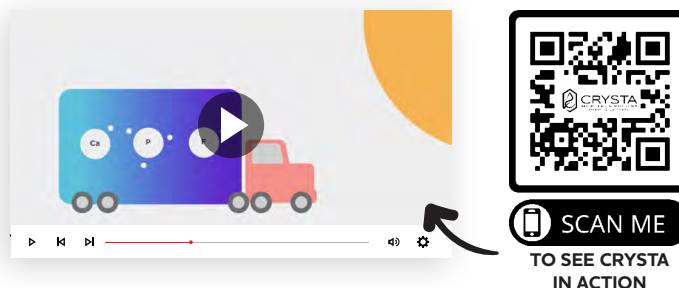 Ca
P
F
CRYSTA
SCAN ME
TO SEE CRYSTA
IN ACTION